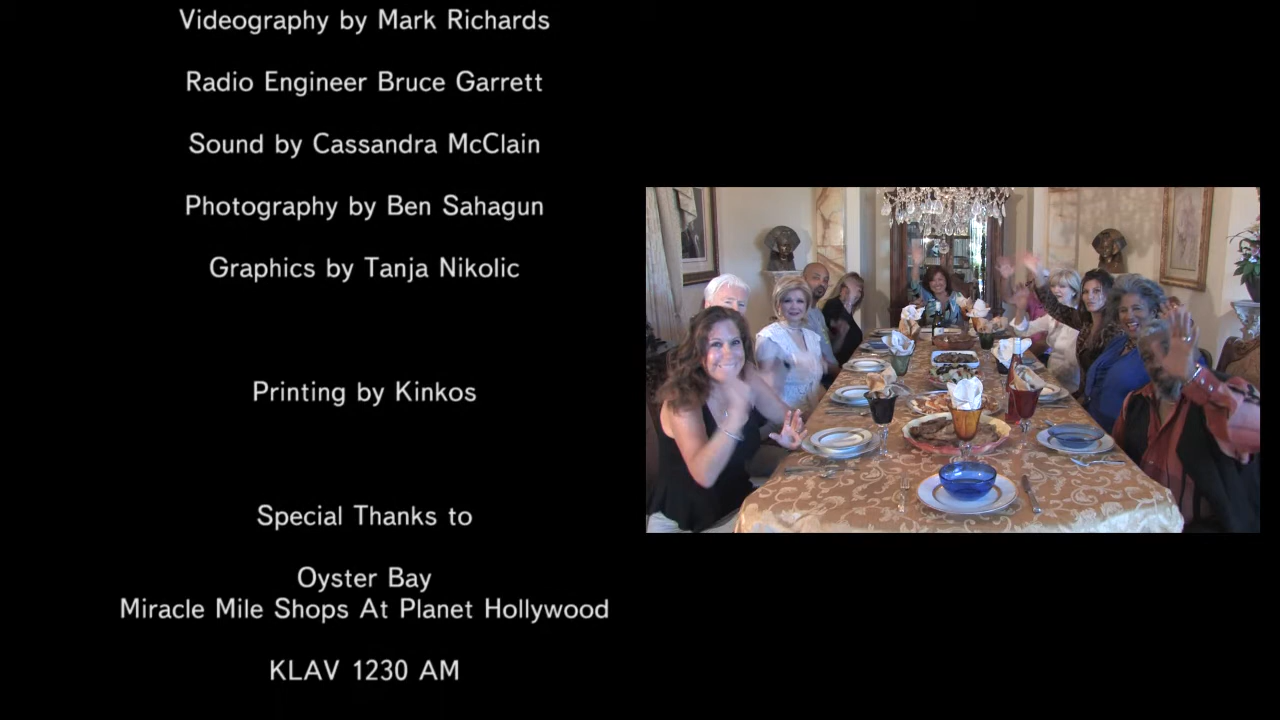 Videography by Mark Richards
Radio Engineer Bruce Garrett
Sound by Cassandra McClain
Photography by Ben Sahagun
Graphics by Tanja Nikolic
Printing by Kinkos
Special Thanks to
Oyster Bay
Miracle Mile Shops At Planet Hollywood
KLAV 1230 AM